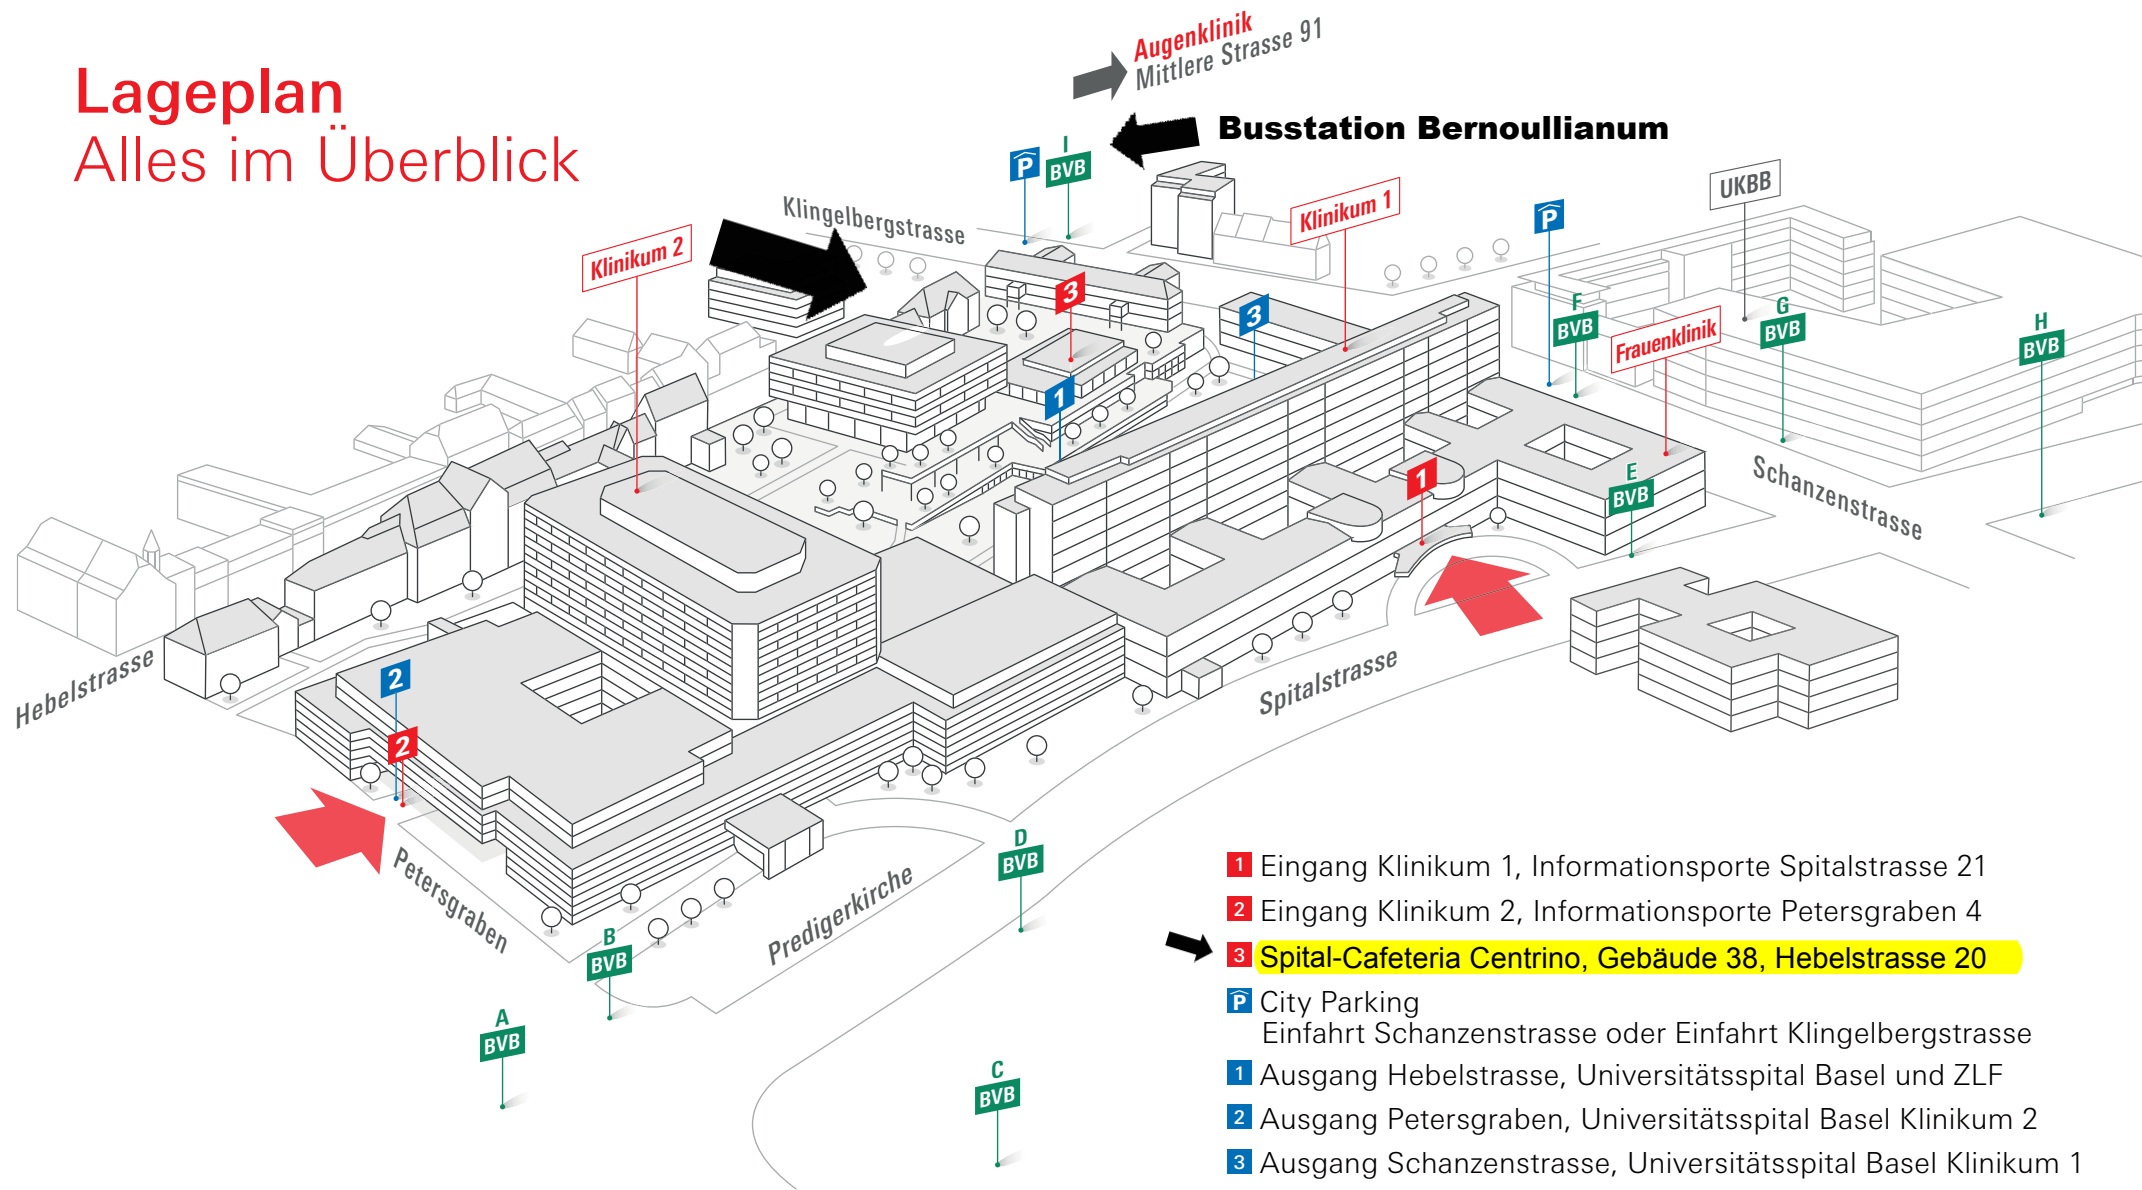 Lageplan
Alles im Überblick
Augenklinik
Mittlere Strasse 91
Busstation Bernoullianum
I
BVB
P
Klingelbergstrasse
Klinikum 2
Klinikum 1
UKBB
P
3
3
1
F
BVB
G
BVB
H
BVB
Frauenklinik
1
E
BVB
Schanzenstrasse
Hebelstrasse
Spitalstrasse
2
2
Petersgraben
Predigerkirche
D
BVB
B
BVB
A
BVB
C
BVB
1 Eingang Klinikum 1, Informationsporte Spitalstrasse 21
2 Eingang Klinikum 2, Informationsporte Petersgraben 4
3 Spital-Cafeteria Centrino, Gebäude 38, Hebelstrasse 20
P City Parking
Einfahrt Schanzenstrasse oder Einfahrt Klingelbergstrasse
1 Ausgang Hebelstrasse, Universitätsspital Basel und ZLF
2 Ausgang Petersgraben, Universitätsspital Basel Klinikum 2
3 Ausgang Schanzenstrasse, Universitätsspital Basel Klinikum 1